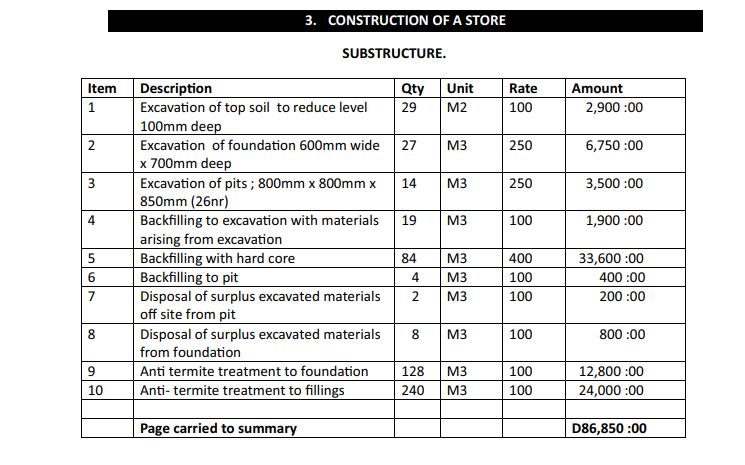 3. CONSTRUCTION OF A STORE
SUBSTRUCTURE.
Item Description Qty Unit Rate Amount
1 Excavation of top soil to reduce level 29 M2 100 2,900 :00
100mm deep
2 Excavation of foundation 600mm wide 27 M3 250 6,750 :00
x 700mm deep
3 Excavation of pits ; 800mm x 800mm x 14 M3 250 3,500 :00
850mm (26nr)
4 Backfilling to excavation with materials 19 M3 100 1,900 :00
arising from excavation
5 Backfilling with hard core 84 M3 400 33,600 :00
6 Backfilling to pit 4 M3 100 400 :00
7 Disposal of surplus excavated materials 2 M3 100 200 :00
off site from pit
8 Disposal of surplus excavated materials 8 M3 100 800 :00
from foundation
9 Anti termite treatment to foundation 128 M3 100 12,800 :00
10 Anti- termite treatment to fillings 240 M3 100 24,000 :00
Page carried to summary D86,850 :00